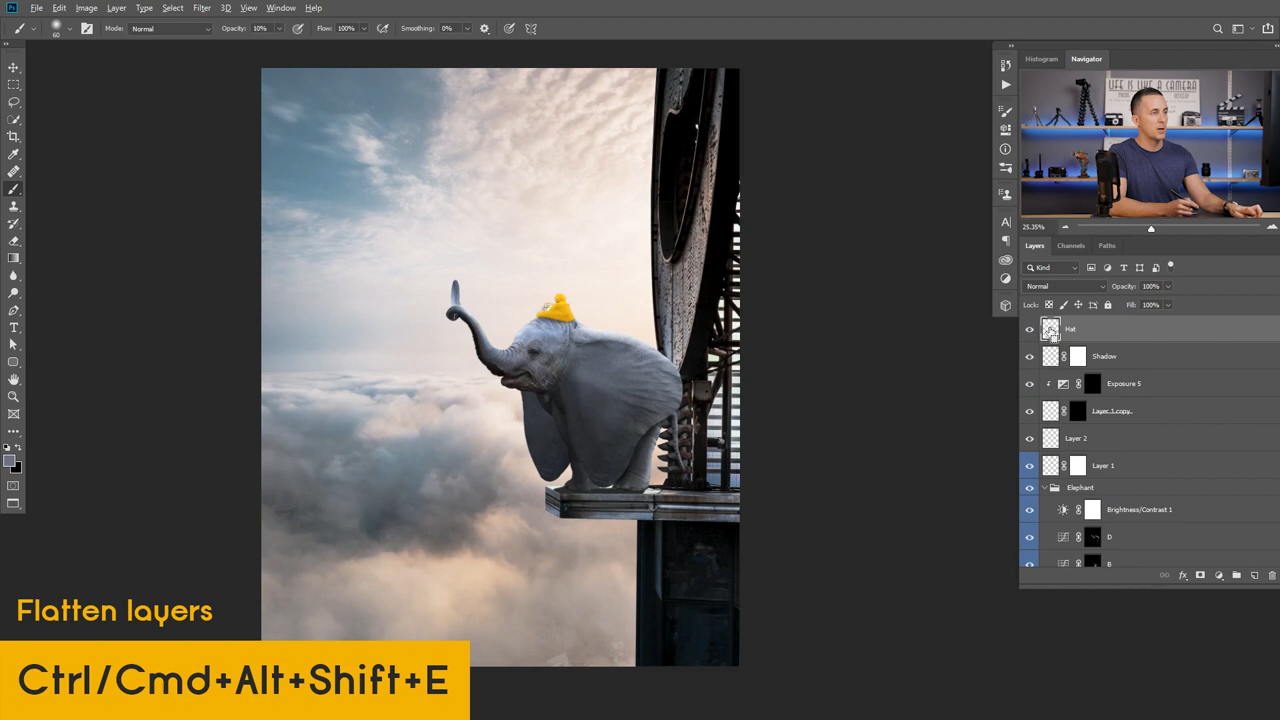 Ps File Edit Image Layer Type Select Filter 3D View Window Help
60 Mode: Normal Opacity: 10% Flow: 100% Smoothing: 0%
Histogram Navigator
LIFE IS LIKE A CAMERA
25.35%
Layers Channels Paths
Kind
Normal Opacity: 100%
Lock: Fill: 100%
Hat
Shadow
Exposure 5
Layer 1 copy
Layer 2
Layer 1
Elephant
Brightness/Contrast 1
D
B
Flatten layers
Ctrl/Cmd+Alt+Shift+E